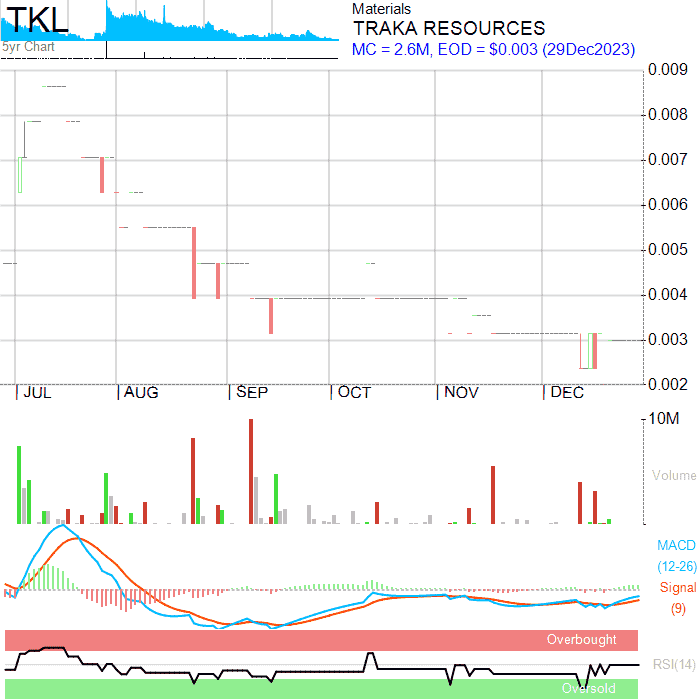 TKL
5yr Chart
Materials
TRAKA RESOURCES
MC = 2.6M, EOD = $0.003 (29Dec2023)
0.009
0.008
0.007
0.006
0.005
0.004
0.003
0.002
JUL AUG SEP OCT NOV DEC
10M
Volume
MACD
(12-26)
Signal
(9)
Overbought
RSI(14)
Oversold